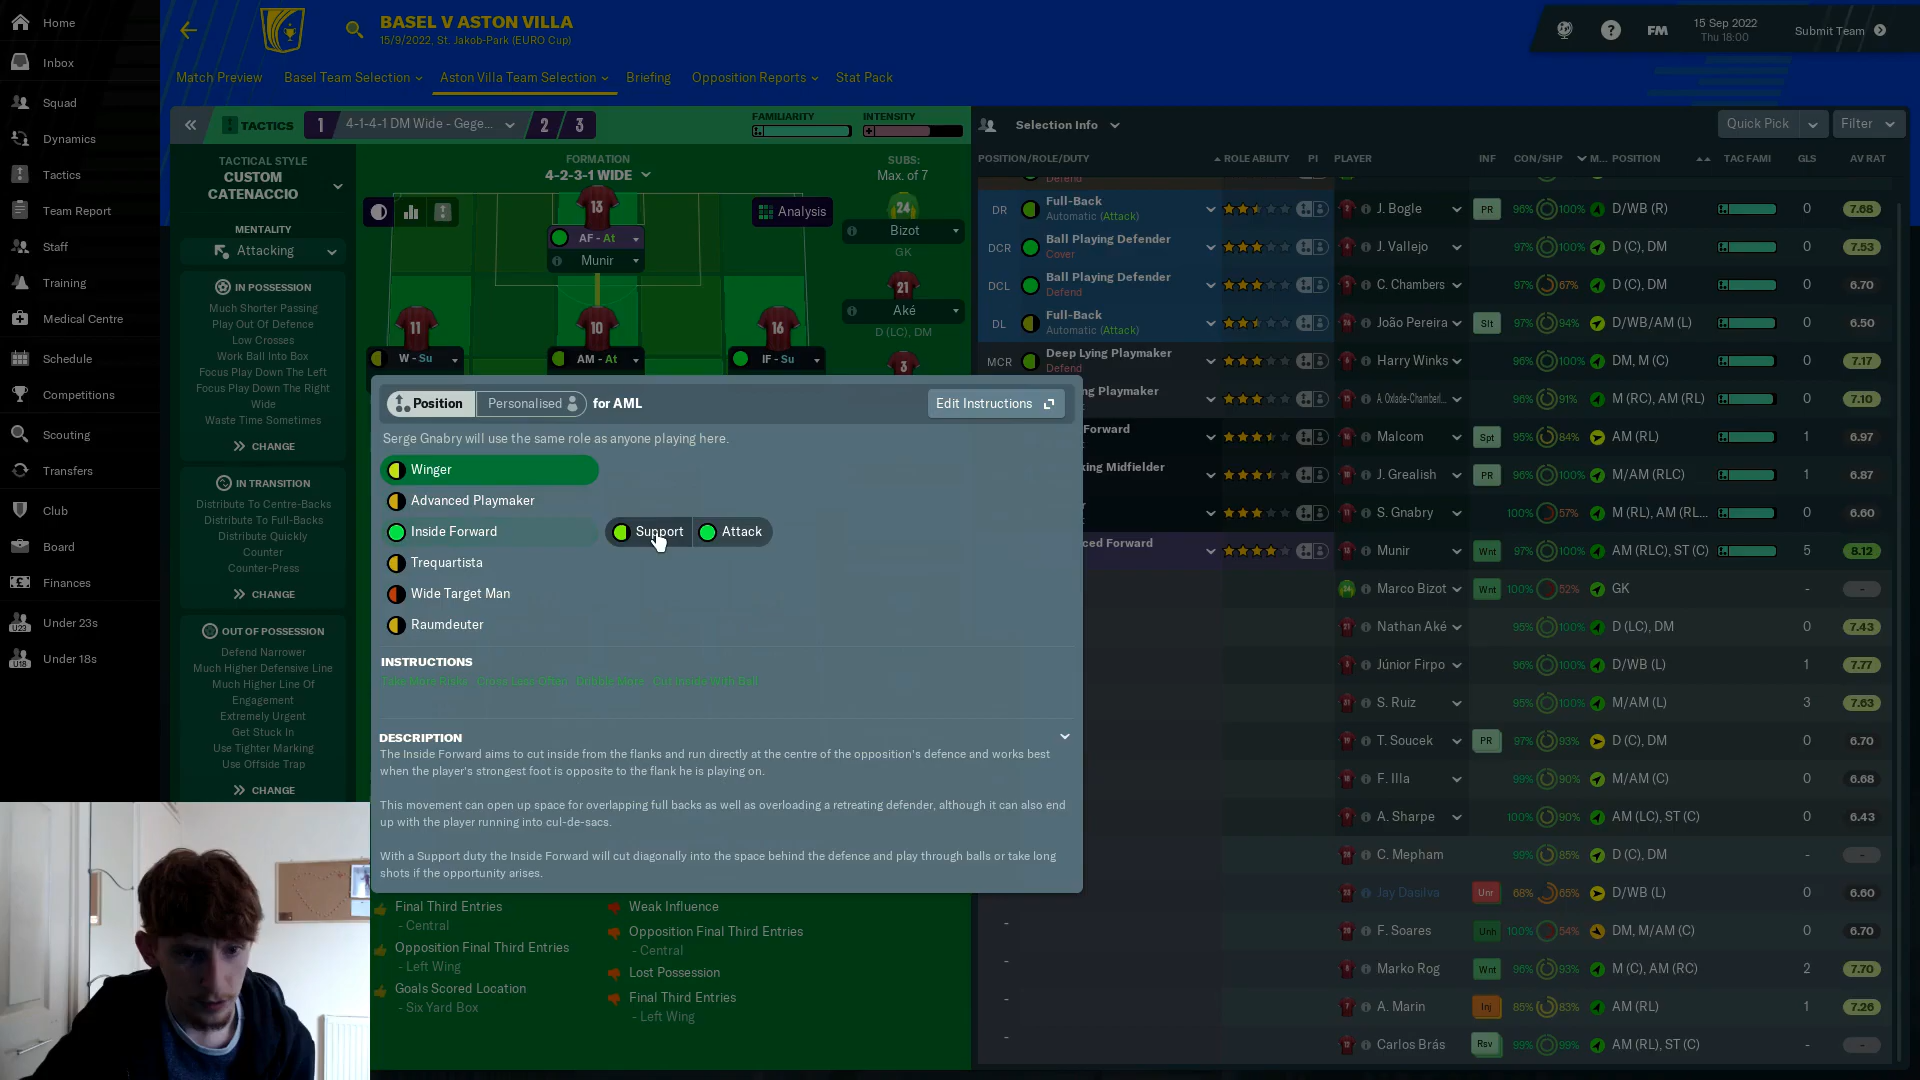 Home
Inbox
Squad
Dynamics
Tactics
Team Report
Staff
Training
Medical Centre
Schedule
Competitions
Scouting
Transfers
Club
Board
Finances
Under 23s
Under 18s
BASEL V ASTON VILLA
15/9/2022, St. Jakob-Park (EURO Cup)
FM
15 Sep 2022
Thu 18:00
Submit Team
Match Preview
Basel Team Selection
Aston Villa Team Selection
Briefing
Opposition Reports
Stat Pack
TACTICS
1
4-1-4-1 DM Wide - Gege...
2
3
FAMILIARITY
INTENSITY
TACTICAL STYLE
CUSTOM
CATENACCIO
MENTALITY
Attacking
IN POSSESSION
Much Shorter Passing
Play Out Of Defence
Low Crosses
Work Ball Into Box
Focus Play Down The Left
Focus Play Down The Right
Wide
Waste Time Sometimes
CHANGE
IN TRANSITION
Distribute To Centre-Backs
Distribute To Full-Backs
Distribute Quickly
Counter
Counter-Press
CHANGE
OUT OF POSSESSION
Defend Narrower
Much Higher Defensive Line
Much Higher Line Of
Engagement
Extremely Urgent
Get Stuck In
Use Tighter Marking
Use Offside Trap
CHANGE
FORMATION
4-2-3-1 WIDE
SUBS:
Max. of 7
Analysis
13
AF - At
Munir
11
W - Su
10
AM - At
16
IF - Su
24
Bizot
GK
21
Aké
D (LC), DM
3
Position
Personalised
for AML
Edit Instructions
Serge Gnabry will use the same role as anyone playing here.
Winger
Advanced Playmaker
Inside Forward
Support
Attack
Trequartista
Wide Target Man
Raumdeuter
INSTRUCTIONS
Take More Risks Cross Less Often Dribble More Cut Inside With Ball
DESCRIPTION
The Inside Forward aims to cut inside from the flanks and run directly at the centre of the opposition's defence and works best
when the player's strongest foot is opposite to the flank he is playing on.
This movement can open up space for overlapping full backs as well as overloading a retreating defender, although it can also end
up with the player running into cul-de-sacs.
With a Support duty the Inside Forward will cut diagonally into the space behind the defence and play through balls or take long
shots if the opportunity arises.
Final Third Entries
- Central
Opposition Final Third Entries
- Left Wing
Goals Scored Location
- Six Yard Box
Weak Influence
Opposition Final Third Entries
- Central
Lost Possession
Final Third Entries
- Left Wing
Selection Info
Quick Pick
Filter
POSITION/ROLE/DUTY ROLE ABILITY PI PLAYER INF CON/SHP M... POSITION TAC FAMI GLS AV RAT
Defend
DR Full-Back Automatic (Attack) J. Bogle PR 96% 100% D/WB (R) 0 7.68
DCR Ball Playing Defender Cover J. Vallejo 97% 100% D (C), DM 0 7.53
DCL Ball Playing Defender Defend C. Chambers 97% 67% D (C), DM 0 6.70
DL Full-Back Automatic (Attack) João Pereira Slt 97% 94% D/WB/AM (L) 0 6.50
MCR Deep Lying Playmaker Defend Harry Winks 96% 100% DM, M (C) 0 7.17
ing Playmaker A. Oxlade-Chamberl... 96% 91% M (RC), AM (RL) 0 7.10
Forward Malcom Spt 95% 84% AM (RL) 1 6.97
king Midfielder J. Grealish PR 96% 100% M/AM (RLC) 1 6.87
S. Gnabry 100% 57% M (RL), AM (RL... 0 6.60
ced Forward Munir Wnt 97% 100% AM (RLC), ST (C) 5 8.12
Marco Bizot Wnt 100% 52% GK - -
Nathan Aké 95% 100% D (LC), DM 0 7.43
Júnior Firpo 96% 100% D/WB (L) 1 7.77
S. Ruiz 95% 100% M/AM (L) 3 7.63
T. Soucek PR 97% 93% D (C), DM 0 6.70
F. Illa 99% 90% M/AM (C) 0 6.68
A. Sharpe 100% 90% AM (LC), ST (C) 0 6.43
C. Mepham 99% 85% D (C), DM - -
Jay Dasilva Unr 68% 65% D/WB (L) 0 6.60
- F. Soares Unh 100% 54% DM, M/AM (C) 0 6.70
- Marko Rog Wnt 96% 93% M (C), AM (RC) 2 7.70
- A. Marin Inj 85% 83% AM (RL) 1 7.26
- Carlos Brás Rsv 99% 99% AM (RL), ST (C) - -